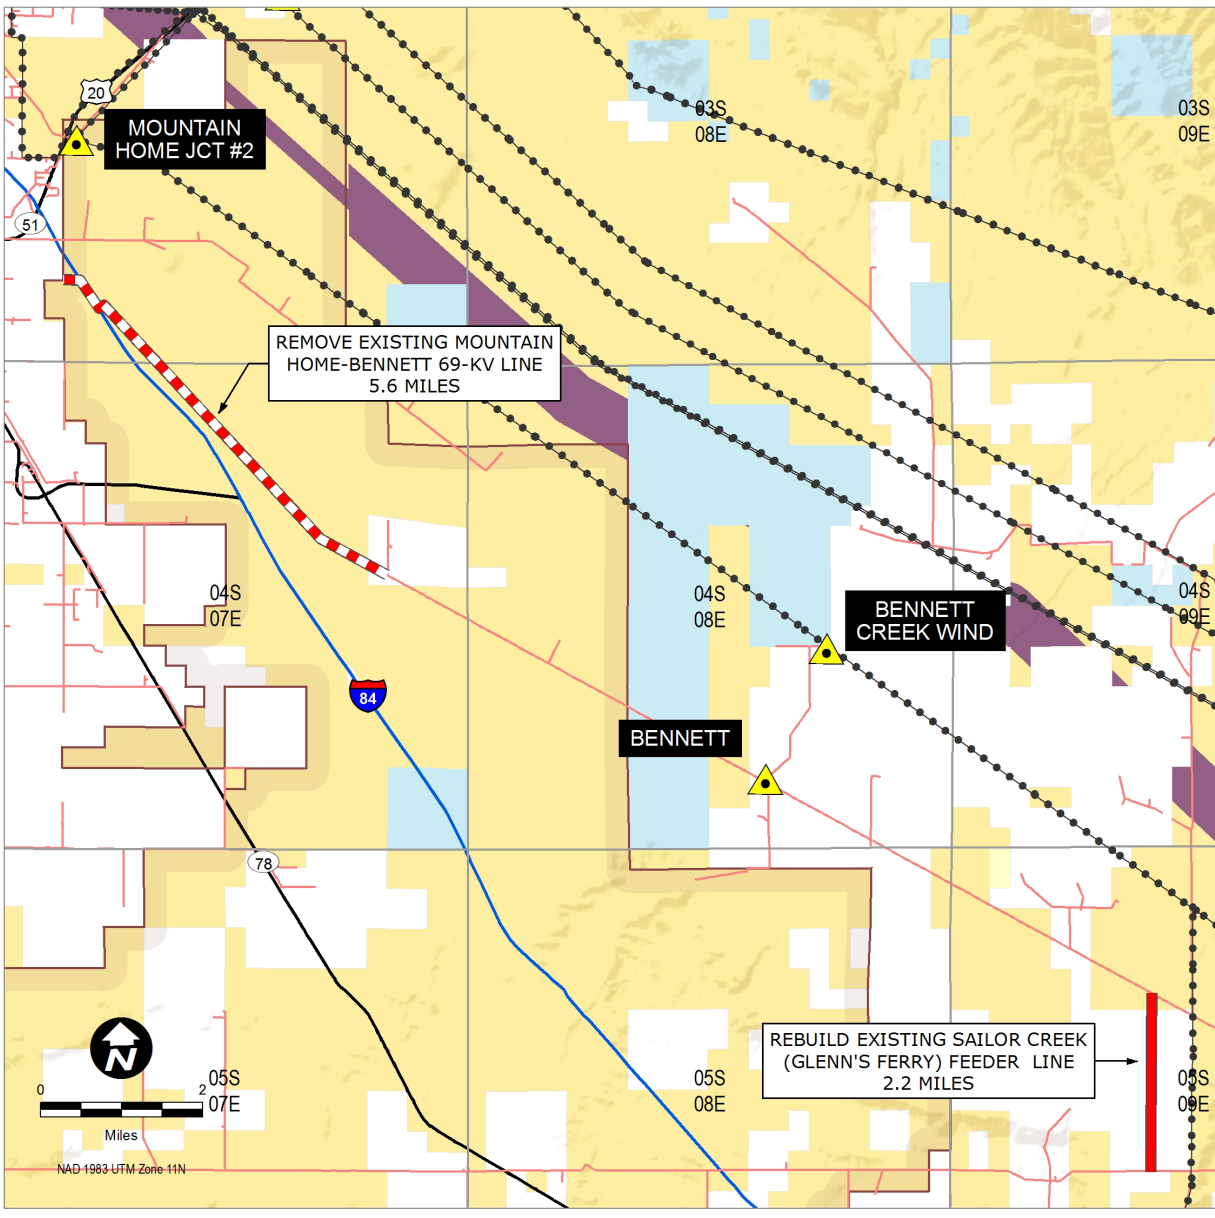 20
MOUNTAIN
HOME JCT #2
03S
08E
03S
09E
51
REMOVE EXISTING MOUNTAIN
HOME-BENNETT 69-KV LINE
5.6 MILES
04S
07E
04S
08E
04S
09E
BENNETT
CREEK WIND
84
BENNETT
78
REBUILD EXISTING SAILOR CREEK
(GLENN'S FERRY) FEEDER LINE
2.2 MILES
N
0 2
Miles
05S
07E
05S
08E
05S
09E
NAD 1983 UTM Zone 11N